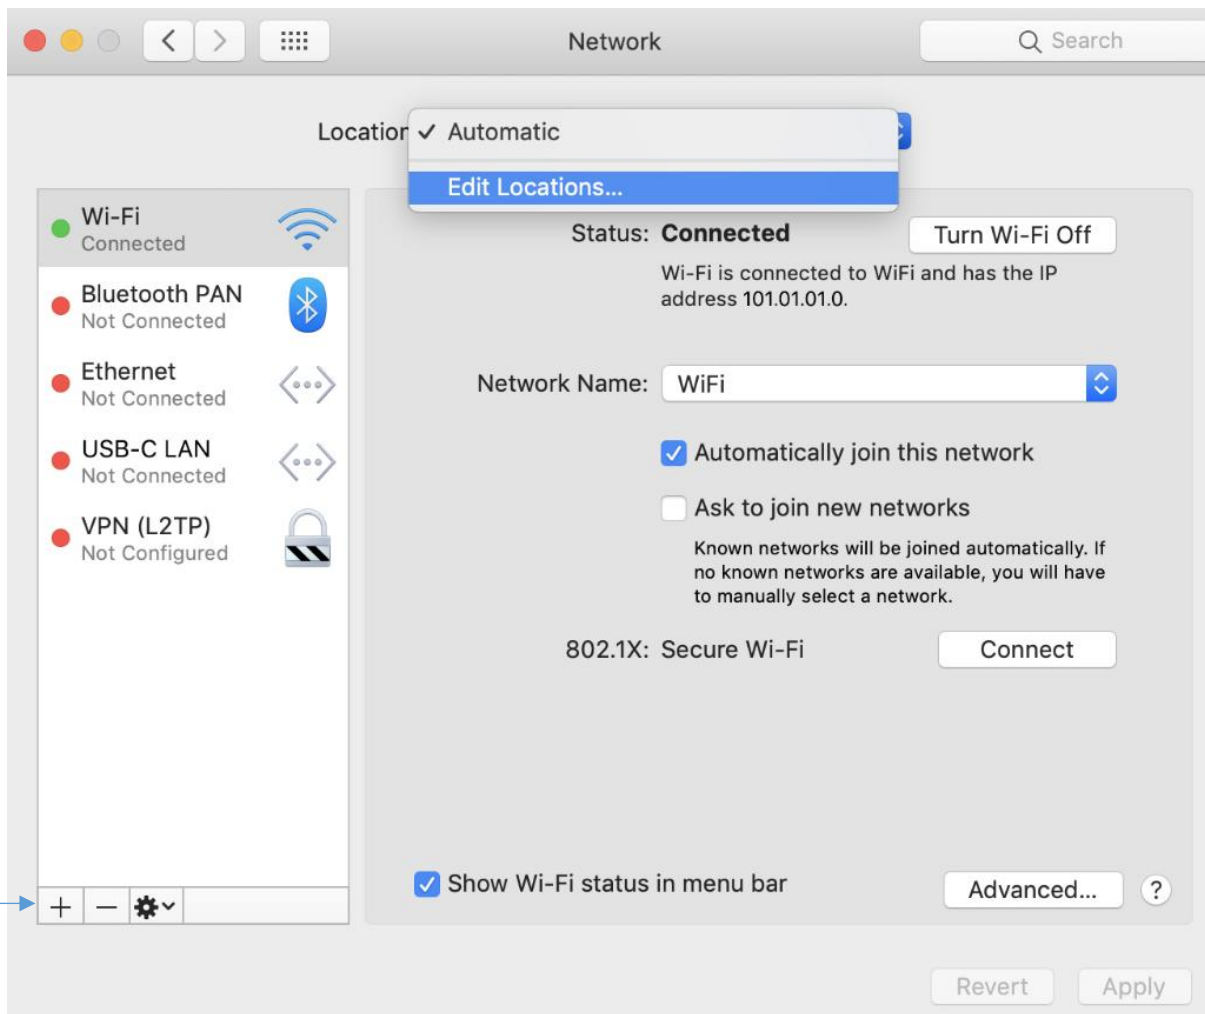 Network
Search
Location
✓ Automatic
Edit Locations...
Wi-Fi
Connected
Bluetooth PAN
Not Connected
Ethernet
Not Connected
USB-C LAN
Not Connected
VPN (L2TP)
Not Configured
Status: Connected
Turn Wi-Fi Off
Wi-Fi is connected to WiFi and has the IP
address 101.01.01.0.
Network Name: WiFi
Automatically join this network
Ask to join new networks
Known networks will be joined automatically. If
no known networks are available, you will have
to manually select a network.
802.1X: Secure Wi-Fi
Connect
Show Wi-Fi status in menu bar
Advanced...
?
Revert
Apply